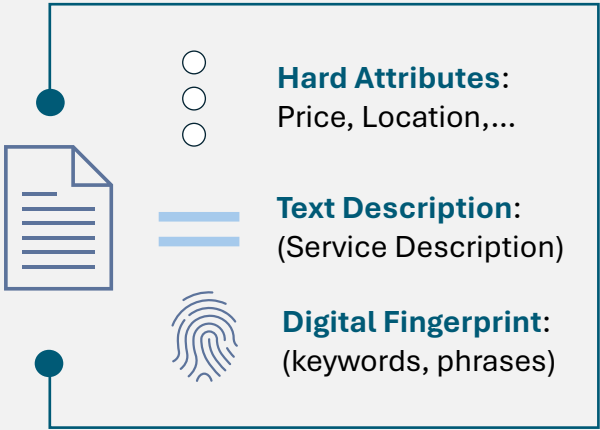 Hard Attributes:
Price, Location,...
Text Description:
(Service Description)
Digital Fingerprint:
(keywords, phrases)